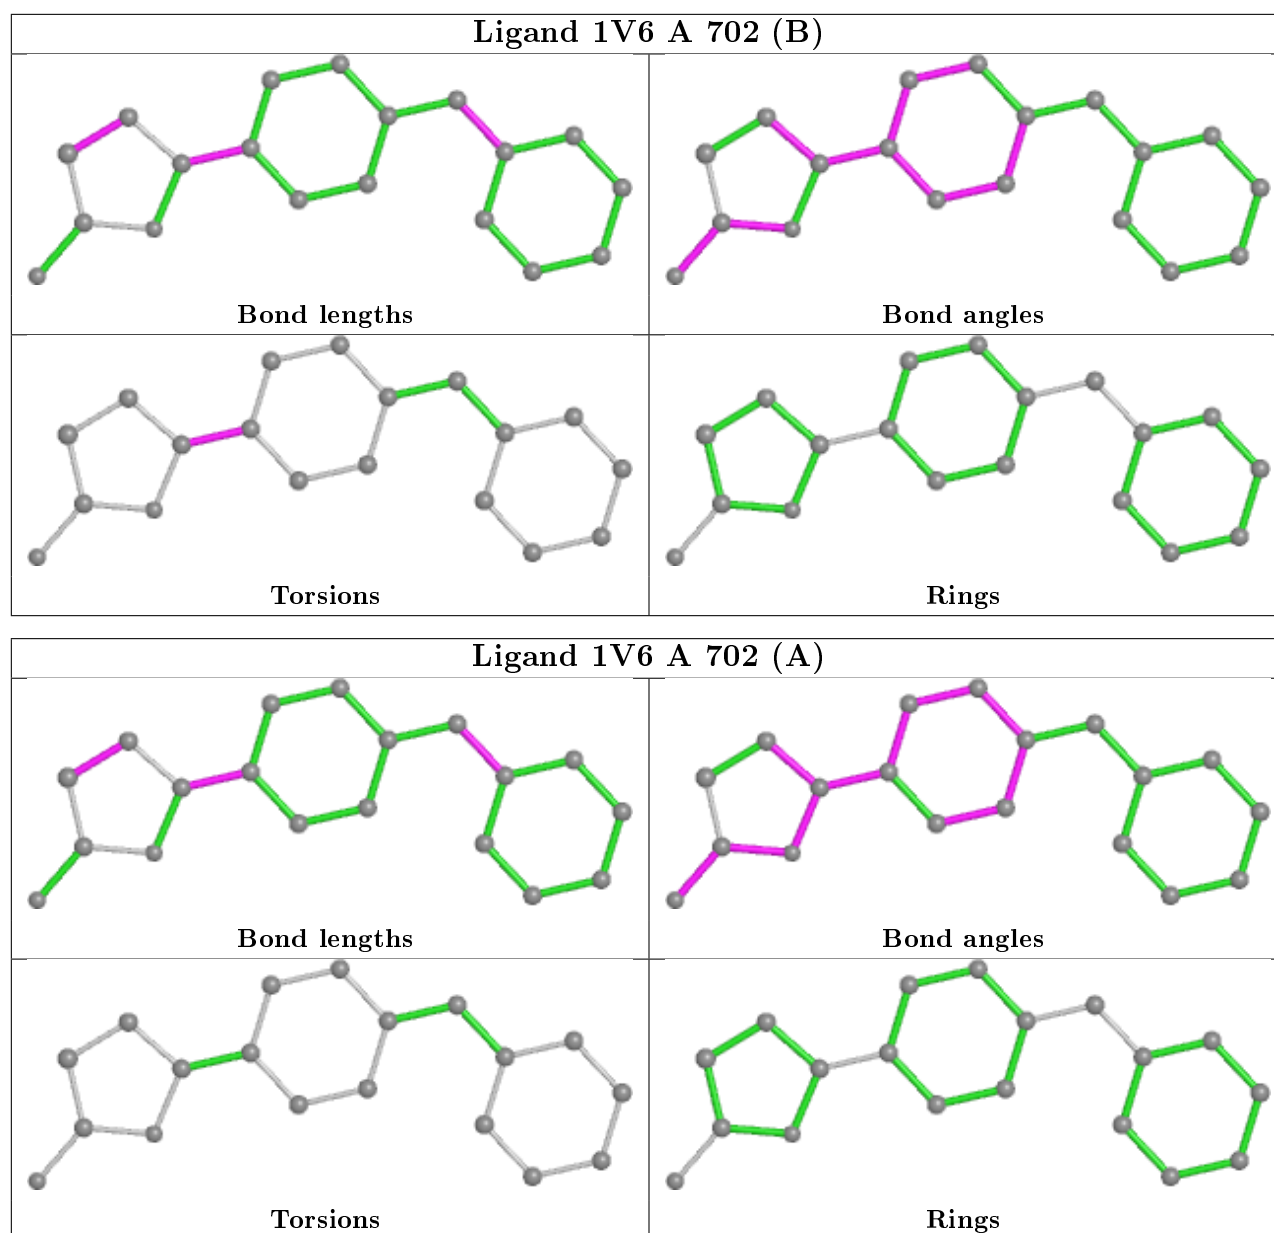 Ligand 1V6 A 702 (B)
Bond lengths
Bond angles
Torsions
Rings
Ligand 1V6 A 702 (A)
Bond lengths
Bond angles
Torsions
Rings